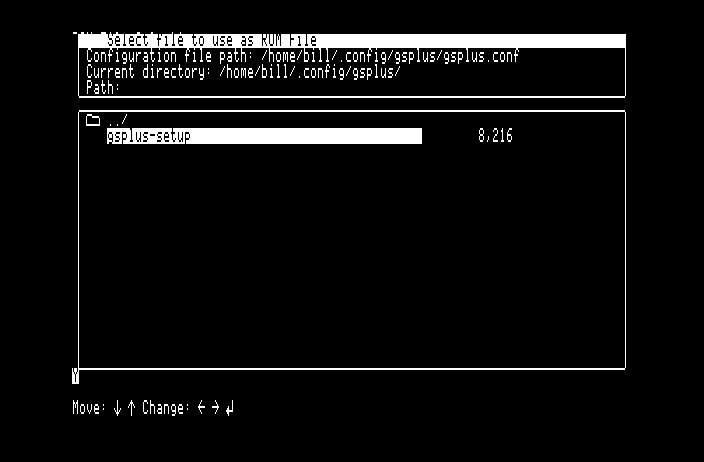 Select file to use as ROM File
Configuration file path: /home/bill/.config/gsplus/gsplus.conf
Current directory: /home/bill/.config/gsplus/
Path:
../
gsplus-setup 8,216
Y
Move: ↓ ↑ Change: ← → ↲